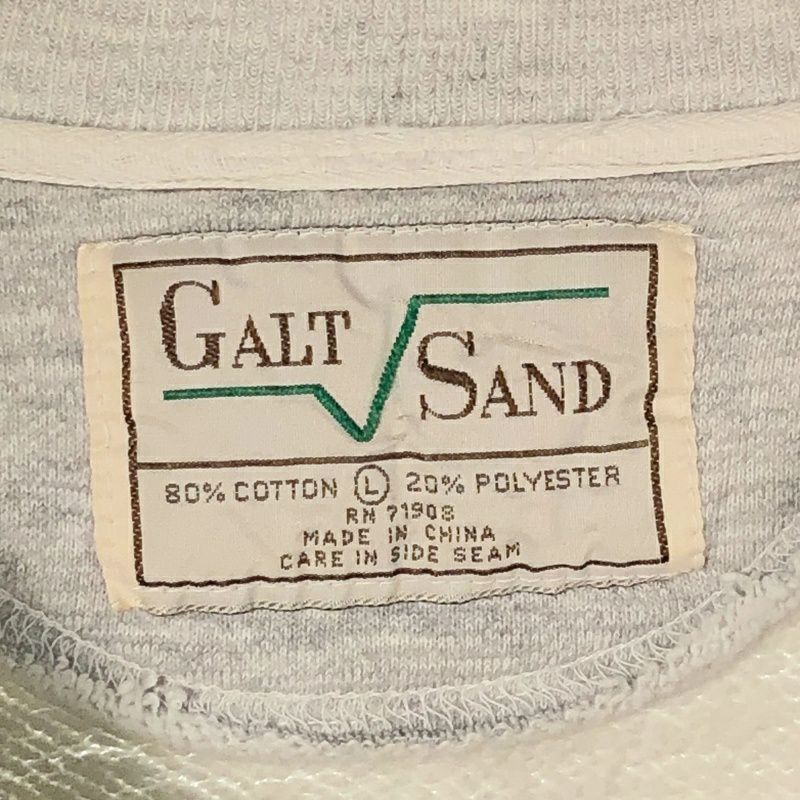 GALT
SAND
80% COTTON L 20% POLYESTER
RN 71908
MADE IN CHINA
CARE IN SIDE SEAM